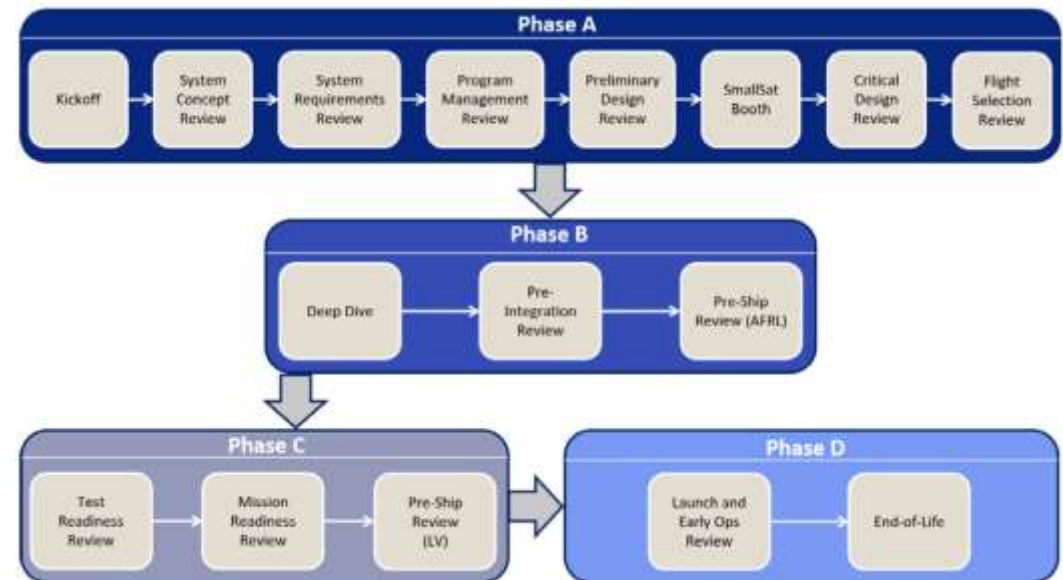 Phase A
Kickoff
System
Concept
Review
System
Requirements
Review
Program
Management
Review
Preliminary
Design
Review
SmallSat
Booth
Critical
Design
Review
Flight
Selection
Review
Phase B
Deep Dive
Pre-
Integration
Review
Pre-Ship
Review (AFRL)
Phase C
Test
Readiness
Review
Mission
Readiness
Review
Pre-Ship
Review
(LV)
Phase D
Launch and
Early Ops
Review
End-of-Life